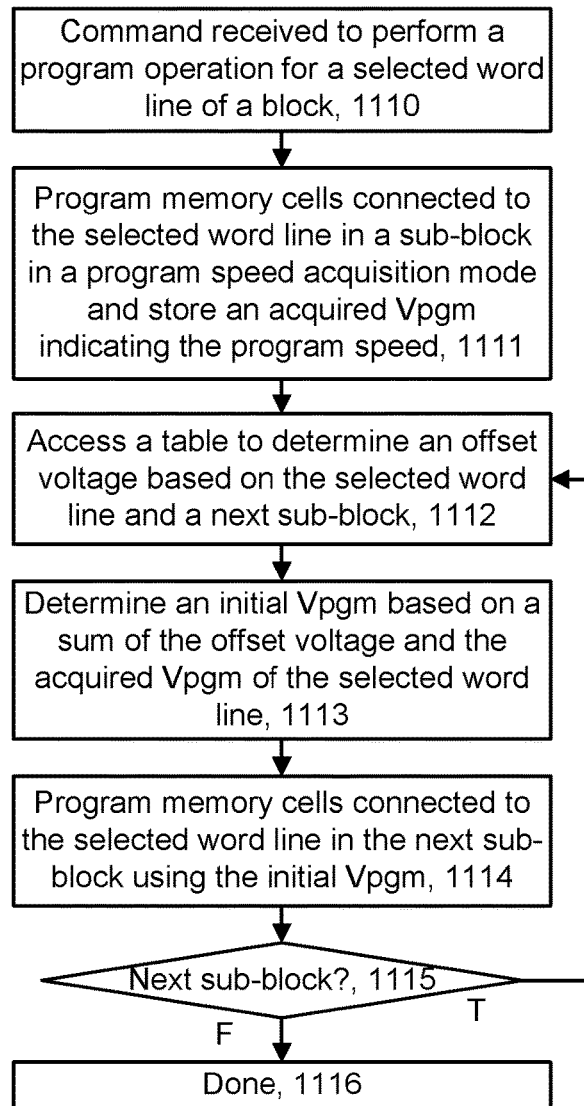 Command received to perform a
program operation for a selected word
line of a block, 1110
Program memory cells connected to
the selected word line in a sub-block
in a program speed acquisition mode
and store an acquired Vpgm
indicating the program speed, 1111
Access a table to determine an offset
voltage based on the selected word
line and a next sub-block, 1112
Determine an initial Vpgm based on a
sum of the offset voltage and the
acquired Vpgm of the selected word
line, 1113
Program memory cells connected to
the selected word line in the next sub-
block using the initial Vpgm, 1114
Next sub-block?, 1115
T
F
Done, 1116